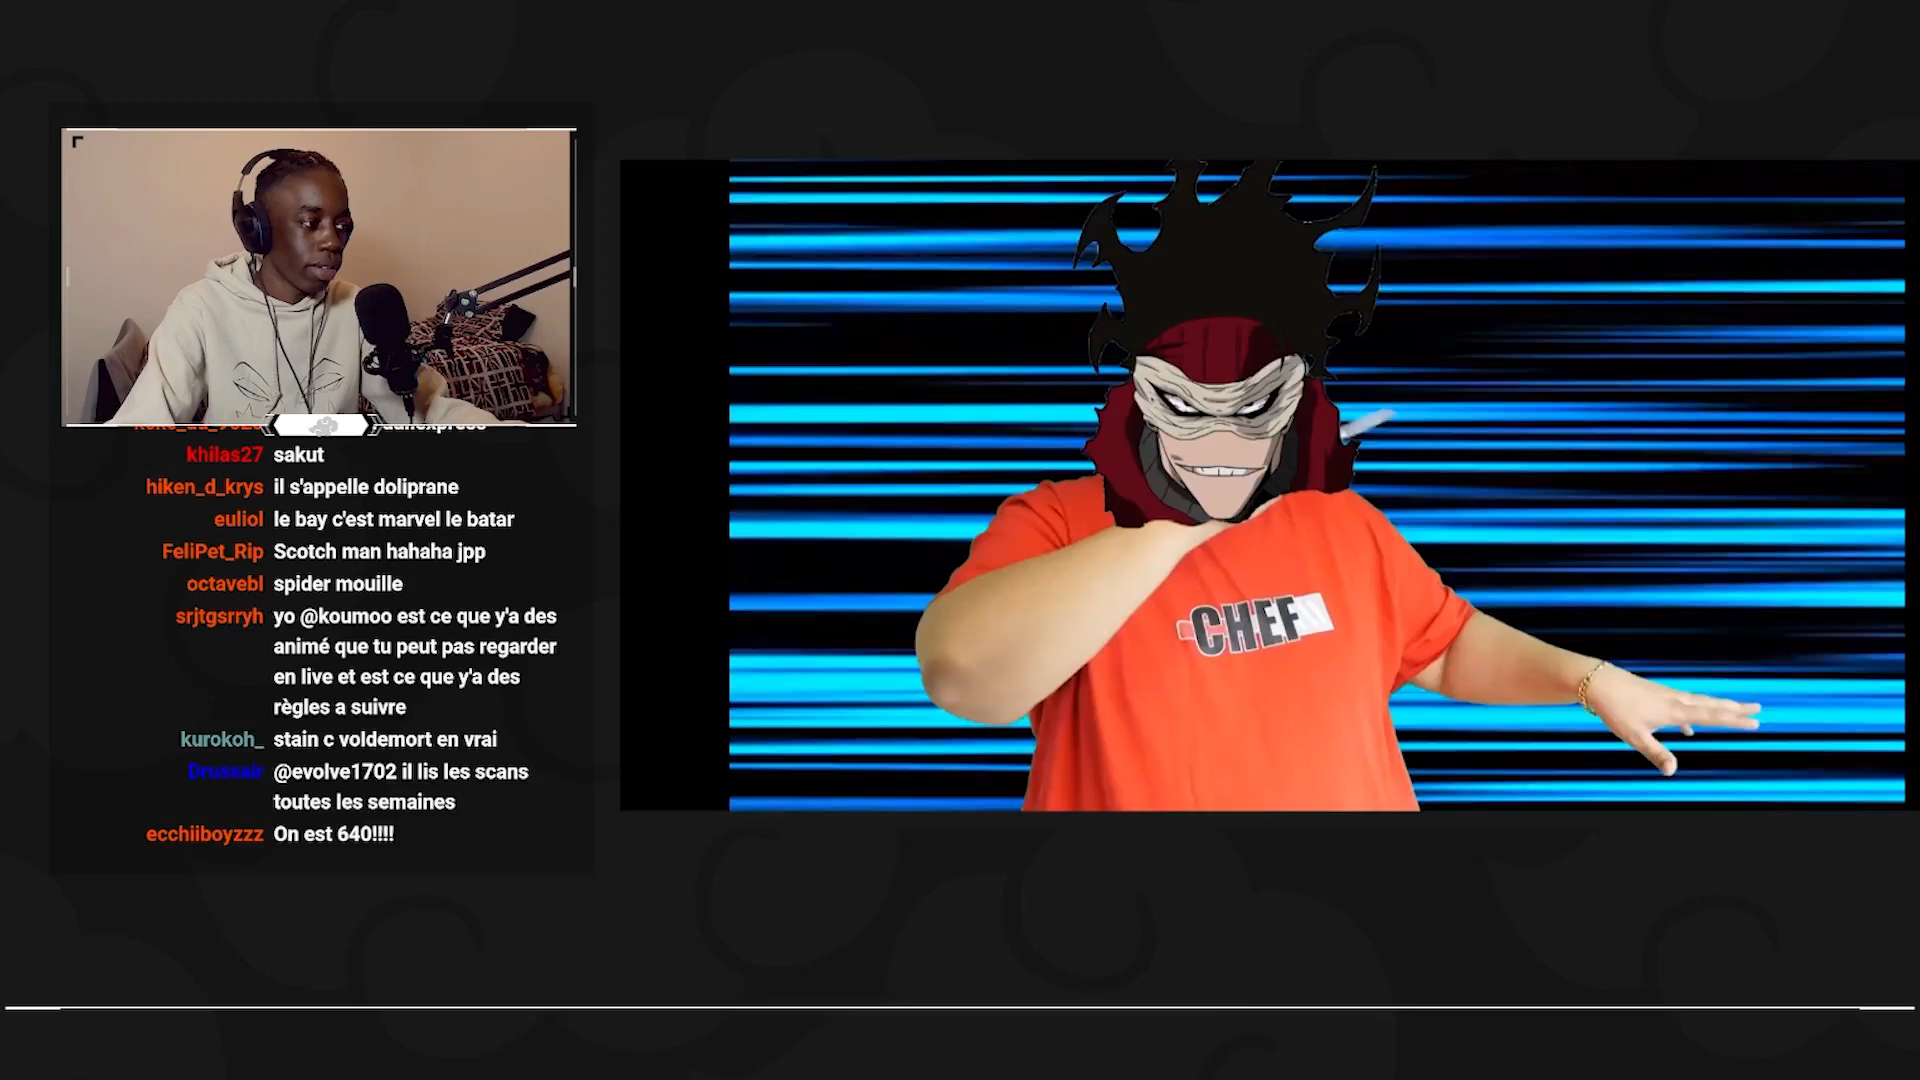 khilas27 sakut
hiken_d_krys il s'appelle doliprane
euliol le bay c'est marvel le batar
FeliPet_Rip Scotch man hahaha jpp
octavebl spider mouille
srjtgsrryh yo @koumoo est ce que y'a des
animé que tu peut pas regarder
en live et est ce que y'a des
règles a suivre
kurokoh_ stain c voldemort en vrai
Drussair @evolve1702 il lis les scans
toutes les semaines
ecchiiboyzzz On est 640!!!!
CHEF